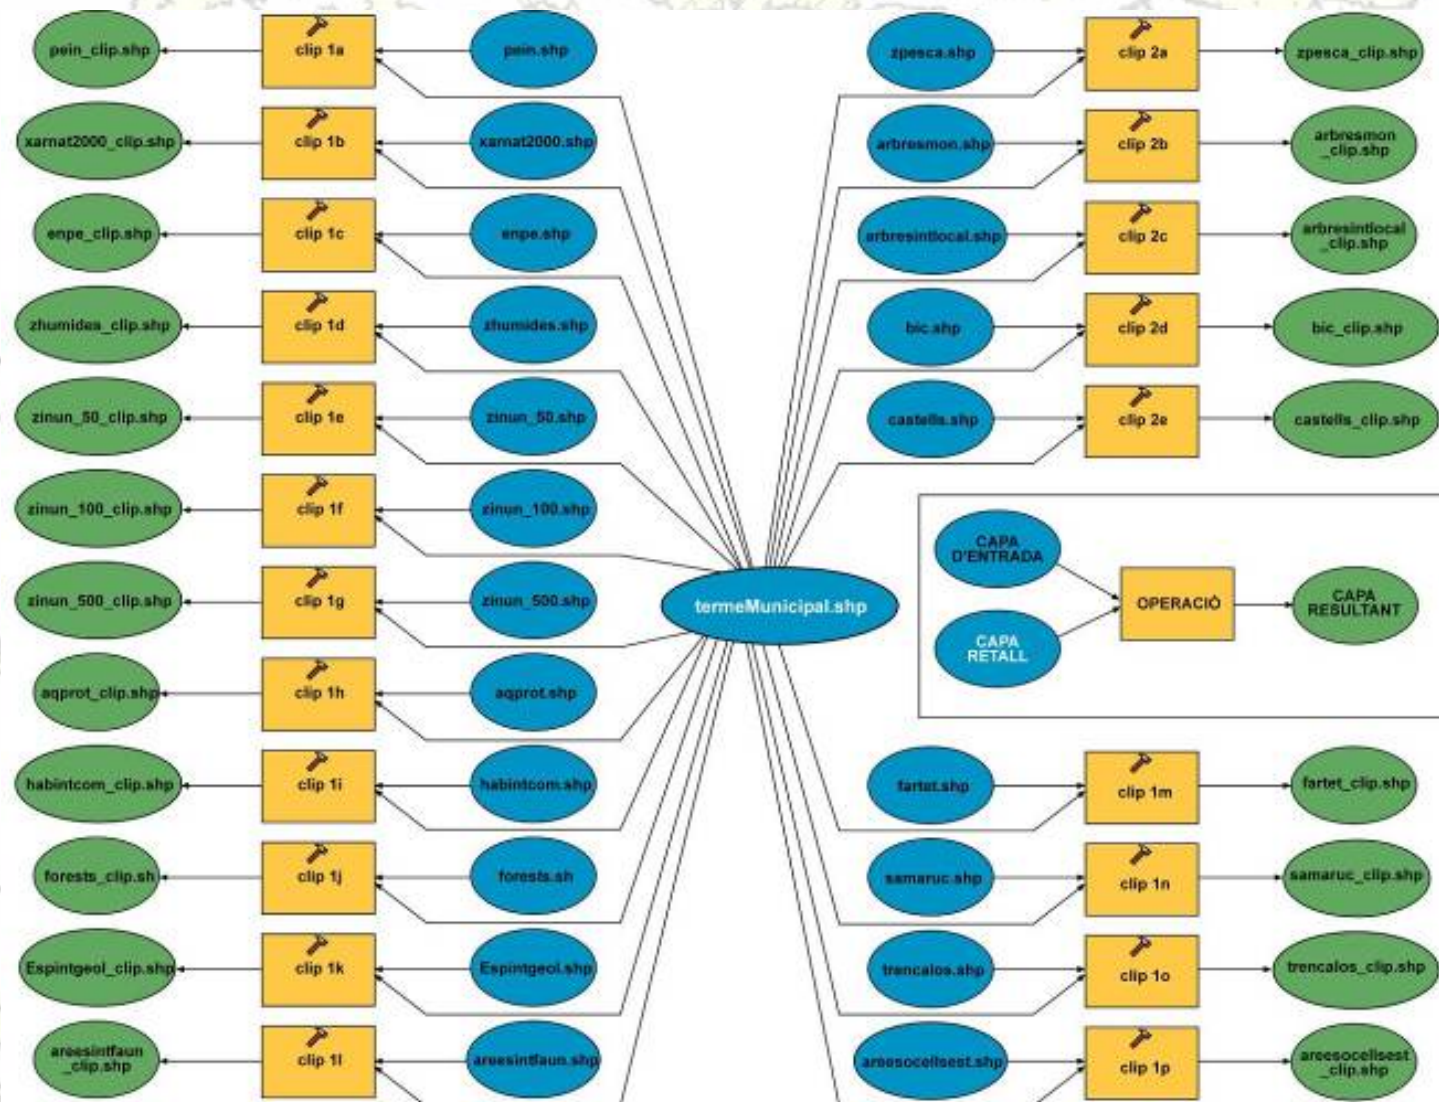 pein_clip.shp
clip 1a
pein.shp
zpesca.shp
clip 2a
zpesca_clip.shp
xarnat2000_clip.shp
clip 1b
xarnat2000.shp
arbresmon.shp
clip 2b
arbresmon
_clip.shp
enpe_clip.shp
clip 1c
enpe.shp
arbresintlocal.shp
clip 2c
arbresintlocal
_clip.shp
zhumides_clip.shp
clip 1d
zhumides.shp
bic.shp
clip 2d
bic_clip.shp
zinun_50_clip.shp
clip 1e
zinun_50.shp
castells.shp
clip 2e
castells_clip.shp
zinun_100_clip.shp
clip 1f
zinun_100.shp
CAPA
D'ENTRADA
zinun_500_clip.shp
clip 1g
zinun_500.shp
termeMunicipal.shp
OPERACIÓ
CAPA
RESULTANT
CAPA
RETALL
aqprot_clip.shp
clip 1h
aqprot.shp
habintcom_clip.shp
clip 1i
habintcom.shp
fartet.shp
clip 1m
fartet_clip.shp
forests_clip.sh
clip 1j
forests.sh
samaruc.shp
clip 1n
samaruc_clip.shp
Espintgeol_clip.shp
clip 1k
Espintgeol.shp
trencalos.shp
clip 1o
trencalos_clip.shp
areesintfaun
_clip.shp
clip 1l
areesintfaun.shp
areesocellsest.shp
clip 1p
areesocellsest
_clip.shp